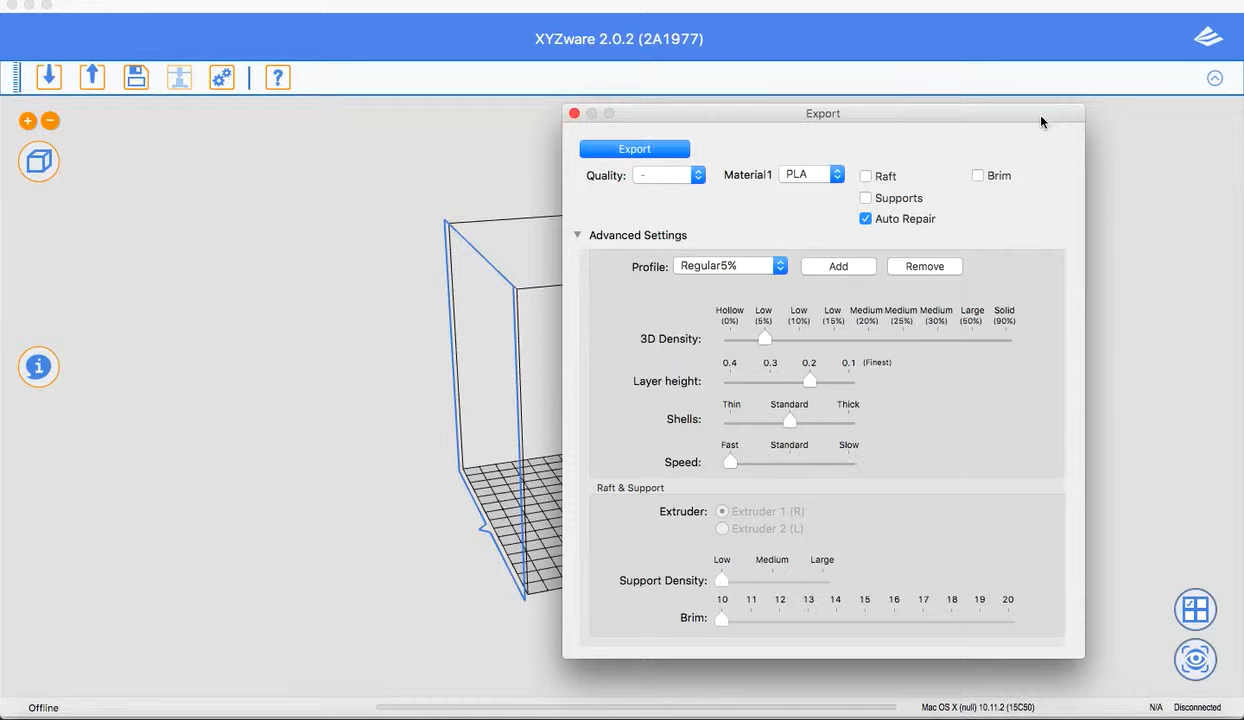 XYZware 2.0.2 (2A1977)
?
+ −
Export
Export
Quality: - Material1 PLA Raft Brim
Supports
Auto Repair
Advanced Settings
Profile: Regular5% Add Remove
Hollow Low Low Low Medium Medium Medium Large Solid
(0%) (5%) (10%) (15%) (20%) (25%) (30%) (50%) (90%)
3D Density:
0.4 0.3 0.2 0.1 (Finest)
Layer height:
Thin Standard Thick
Shells:
Fast Standard Slow
Speed:
Raft & Support
Extruder: Extruder 1 (R)
Extruder 2 (L)
Low Medium Large
Support Density:
10 11 12 13 14 15 16 17 18 19 20
Brim:
Offline Mac OS X (null) 10.11.2 (15C50) N/A Disconnected